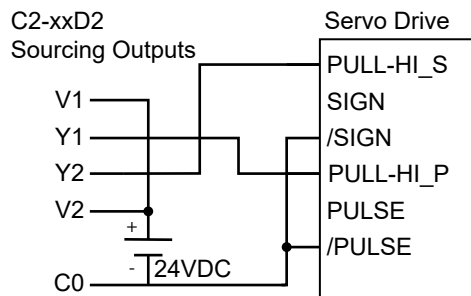 C2-xxD2
Sourcing Outputs
Servo Drive
V1
Y1
Y2
V2
C0
+
-
24VDC
PULL-HI_S
SIGN
/SIGN
PULL-HI_P
PULSE
/PULSE